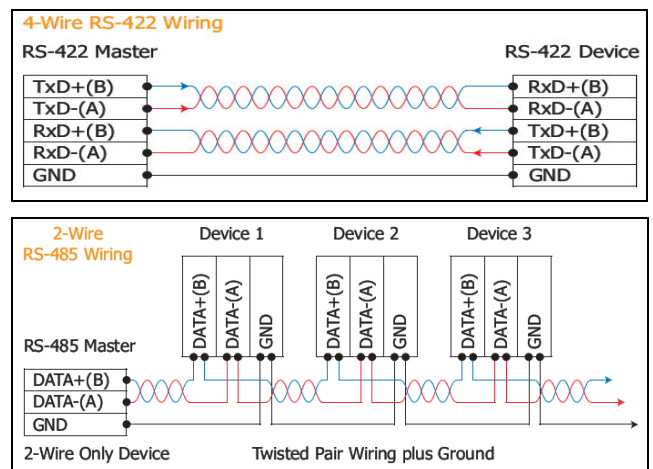 4-Wire RS-422 Wiring
RS-422 Master
RS-422 Device
TxD+(B)
TxD-(A)
RxD+(B)
RxD-(A)
GND
RxD+(B)
RxD-(A)
TxD+(B)
TxD-(A)
GND
2-Wire
RS-485 Wiring
Device 1
Device 2
Device 3
DATA+(B)
DATA-(A)
GND
DATA+(B)
DATA-(A)
GND
DATA+(B)
DATA-(A)
GND
RS-485 Master
DATA+(B)
DATA-(A)
GND
2-Wire Only Device
Twisted Pair Wiring plus Ground